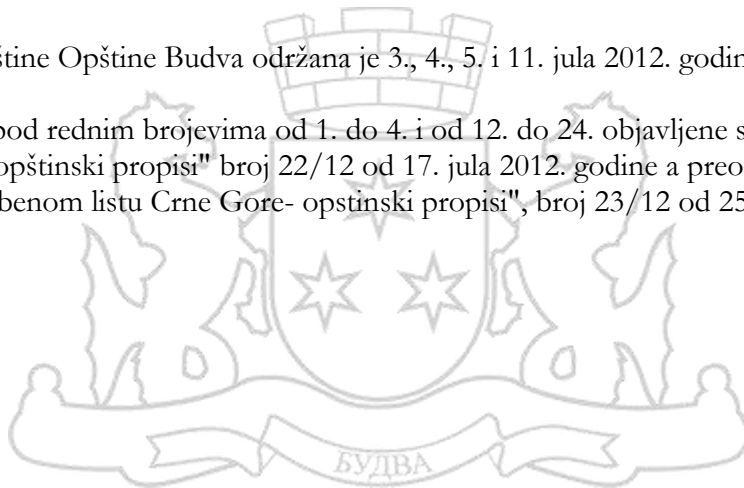 štine Opštine Budva održana je 3., 4., 5. i 11. jula 2012. godin
pod rednim brojevima od 1. do 4. i od 12. do 24. objavljene s
opštinski propisi" broj 22/12 od 17. jula 2012. godine a preo
benom listu Crne Gore- opstinski propisi", broj 23/12 od 25
БУДВА